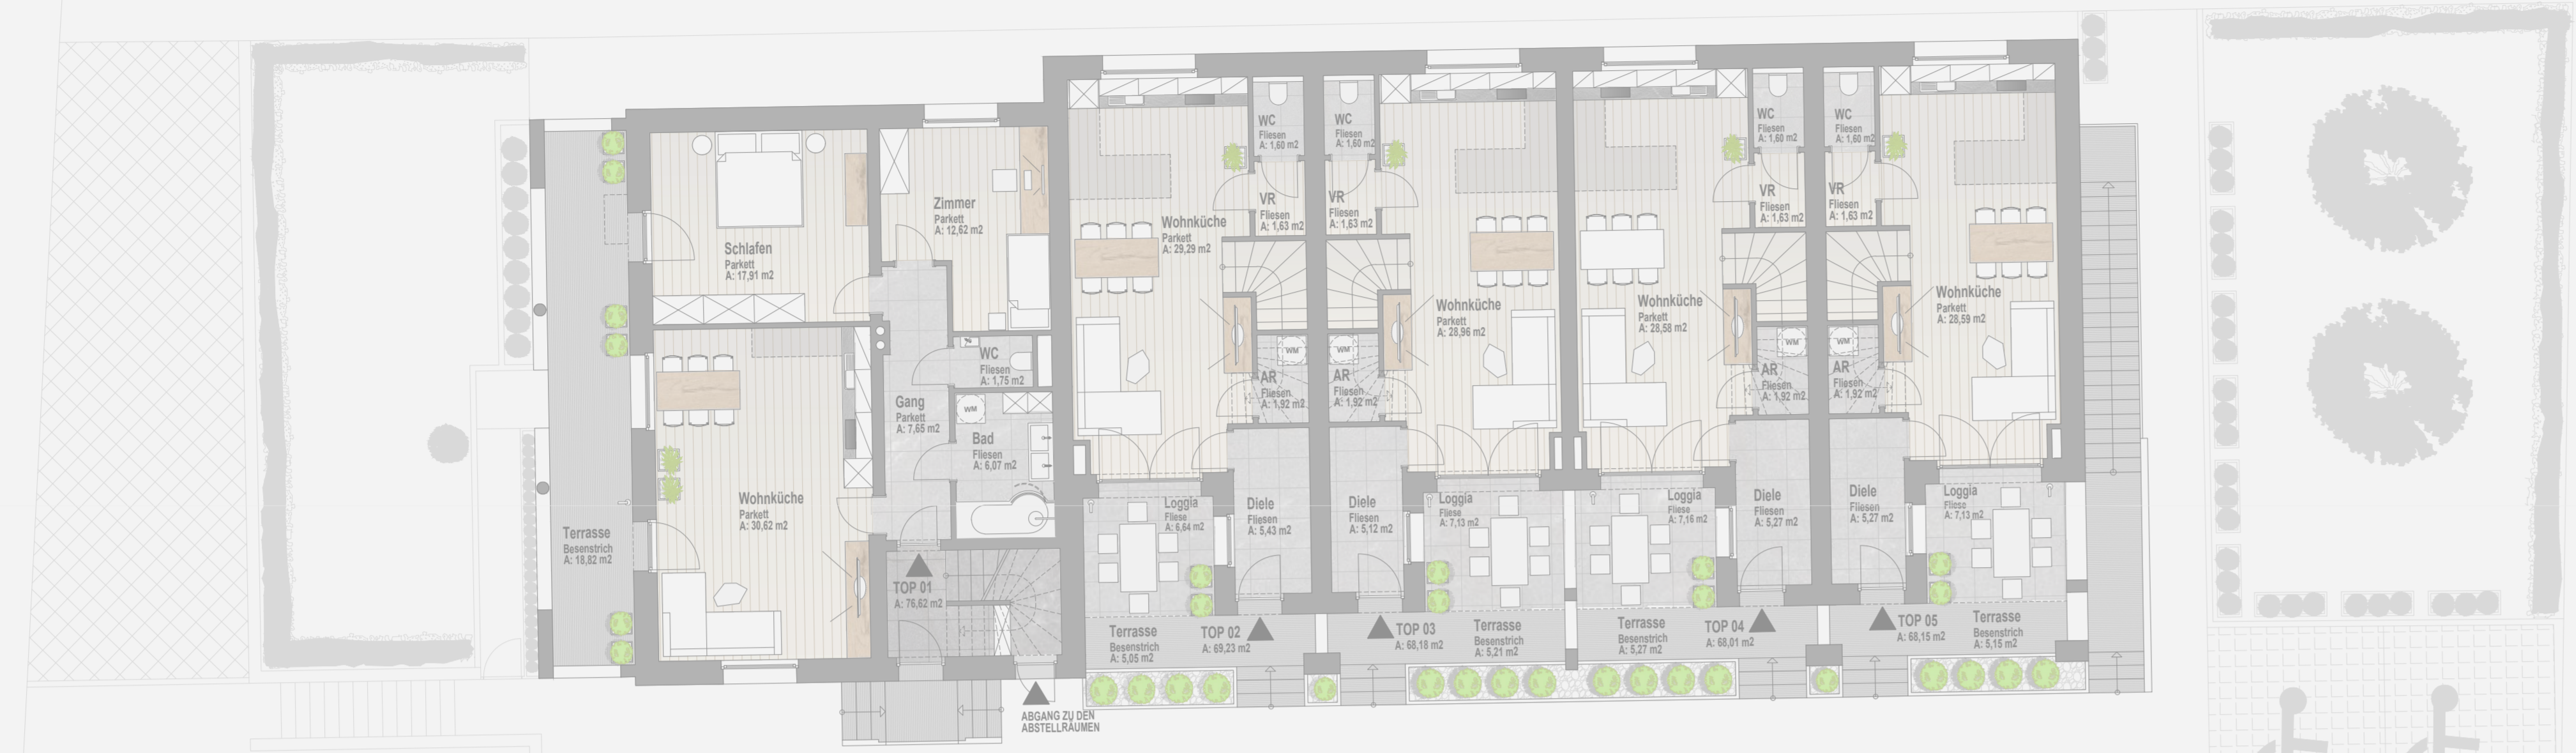 Schlafen
Parkett
A: 17,91 m2
Zimmer
Parkett
A: 12,62 m2
WC
Fliesen
A: 1,75 m2
Gang
Parkett
A: 7,65 m2
WM
Bad
Fliesen
A: 6,07 m2
Wohnküche
Parkett
A: 30,62 m2
Terrasse
Besenstrich
A: 18,82 m2
TOP 01
A: 76,62 m2
ABGANG ZU DEN
ABSTELLRÄUMEN
Wohnküche
Parkett
A: 29,29 m2
WC
Fliesen
A: 1,60 m2
VR
Fliesen
A: 1,63 m2
WM
AR
Fliesen
A: 1,92 m2
Loggia
Fliese
A: 6,64 m2
Diele
Fliesen
A: 5,43 m2
Terrasse
Besenstrich
A: 5,05 m2
TOP 02
A: 69,23 m2
WC
Fliesen
A: 1,60 m2
VR
Fliesen
A: 1,63 m2
Wohnküche
Parkett
A: 28,96 m2
WM
AR
Fliesen
A: 1,92 m2
Diele
Fliesen
A: 5,12 m2
Loggia
Fliese
A: 7,13 m2
TOP 03
A: 68,18 m2
Terrasse
Besenstrich
A: 5,21 m2
Wohnküche
Parkett
A: 28,58 m2
WC
Fliesen
A: 1,60 m2
VR
Fliesen
A: 1,63 m2
WM
AR
Fliesen
A: 1,92 m2
Loggia
Fliese
A: 7,16 m2
Diele
Fliesen
A: 5,27 m2
Terrasse
Besenstrich
A: 5,27 m2
TOP 04
A: 68,01 m2
WC
Fliesen
A: 1,60 m2
VR
Fliesen
A: 1,63 m2
Wohnküche
Parkett
A: 28,59 m2
WM
AR
Fliesen
A: 1,92 m2
Diele
Fliesen
A: 5,27 m2
Loggia
Fliese
A: 7,13 m2
TOP 05
A: 68,15 m2
Terrasse
Besenstrich
A: 5,15 m2